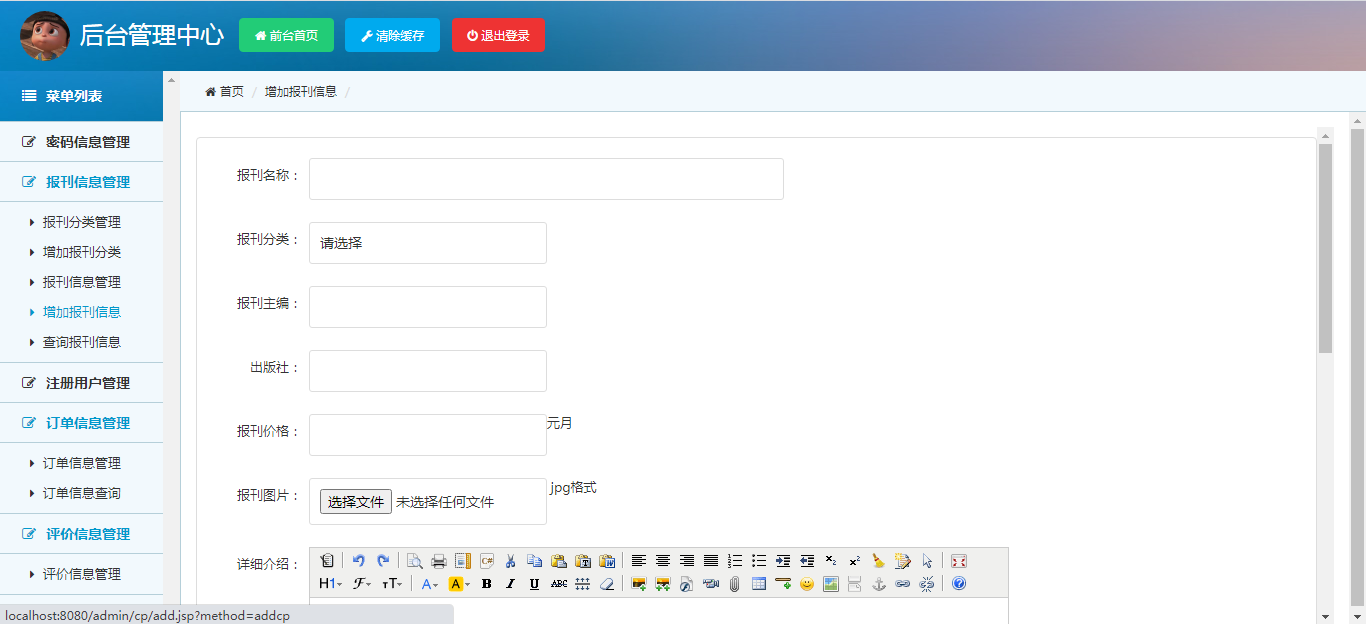 后台管理中心 前台首页 清除缓存 退出登录
菜单列表
首页 / 增加报刊信息 /
密码信息管理
报刊信息管理
报刊分类管理
增加报刊分类
报刊信息管理
增加报刊信息
查询报刊信息
注册用户管理
订单信息管理
订单信息管理
订单信息查询
评价信息管理
评价信息管理
报刊名称：
报刊分类： 请选择
报刊主编：
出版社：
报刊价格： 元月
报刊图片： 选择文件 未选择任何文件 jpg格式
详细介绍：
localhost:8080/admin/cp/add.jsp?method=addcp